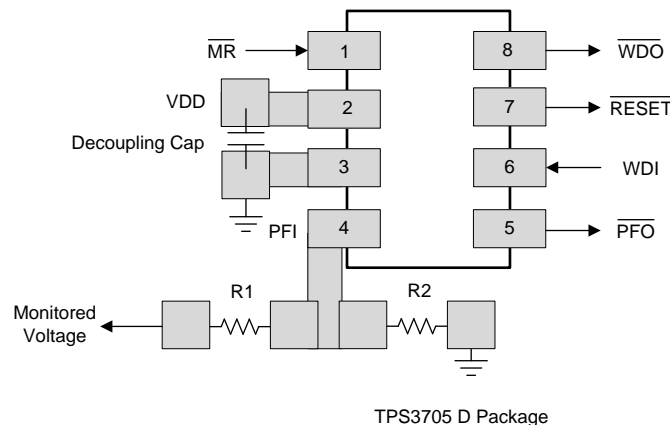 MR
1
8
WDO
VDD
2
7
RESET
Decoupling Cap
3
6
WDI
PFI
4
5
PFO
R1
R2
Monitored
Voltage
TPS3705 D Package